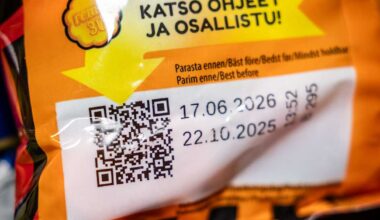 KATSO OHJEET
JA OSALLISTU!
Parasta ennen/Bäst före/Bedst før/Mindst holdbar
Parim enne/Best before
17.06.2026
22.10.2025
13:52
5295